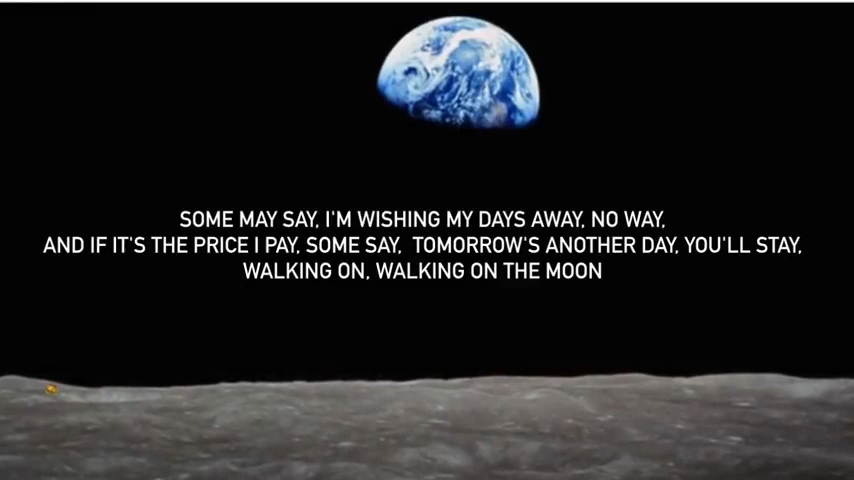 SOME MAY SAY, I'M WISHING MY DAYS AWAY, NO WAY,
AND IF IT'S THE PRICE I PAY, SOME SAY,  TOMORROW'S ANOTHER DAY, YOU'LL STAY,
WALKING ON, WALKING ON THE MOON